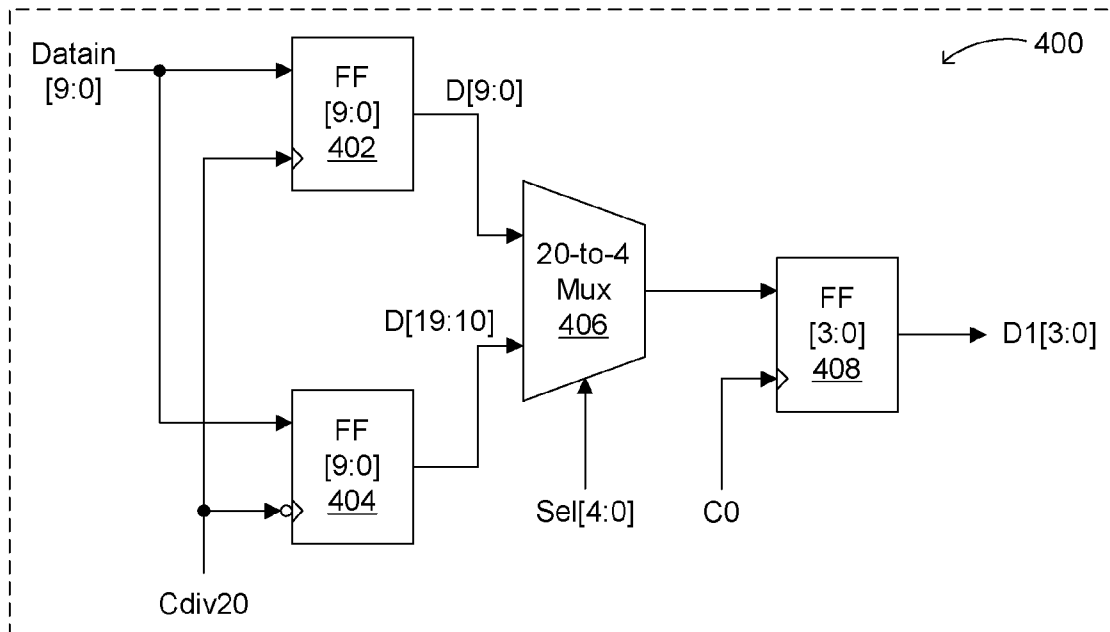 400
Datain
[9:0]
FF
[9:0]
402
D[9:0]
20-to-4
Mux
406
D[19:10]
FF
[3:0]
408
D1[3:0]
FF
[9:0]
404
Sel[4:0]
C0
Cdiv20